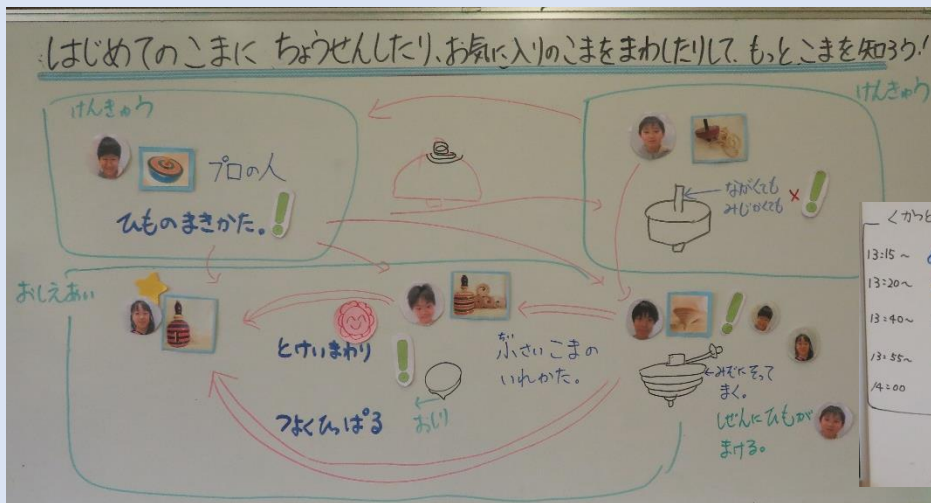 はじめてのこまに ちょうせんしたり、お気に入りのこまをまわしたりして、もっとこまを知ろう!
けんきゅう
プロの人
ひものまきかた。
けんきゅう
ながくても
みじかくても
×
おしえあい
とけいまわり
つよくひっぱる
おしり
さいこまの
いれかた。
←みぞにそって
まく。
しぜんにひもが
まける。
13:15～
13:20～
13:40～
13:55～
14:00